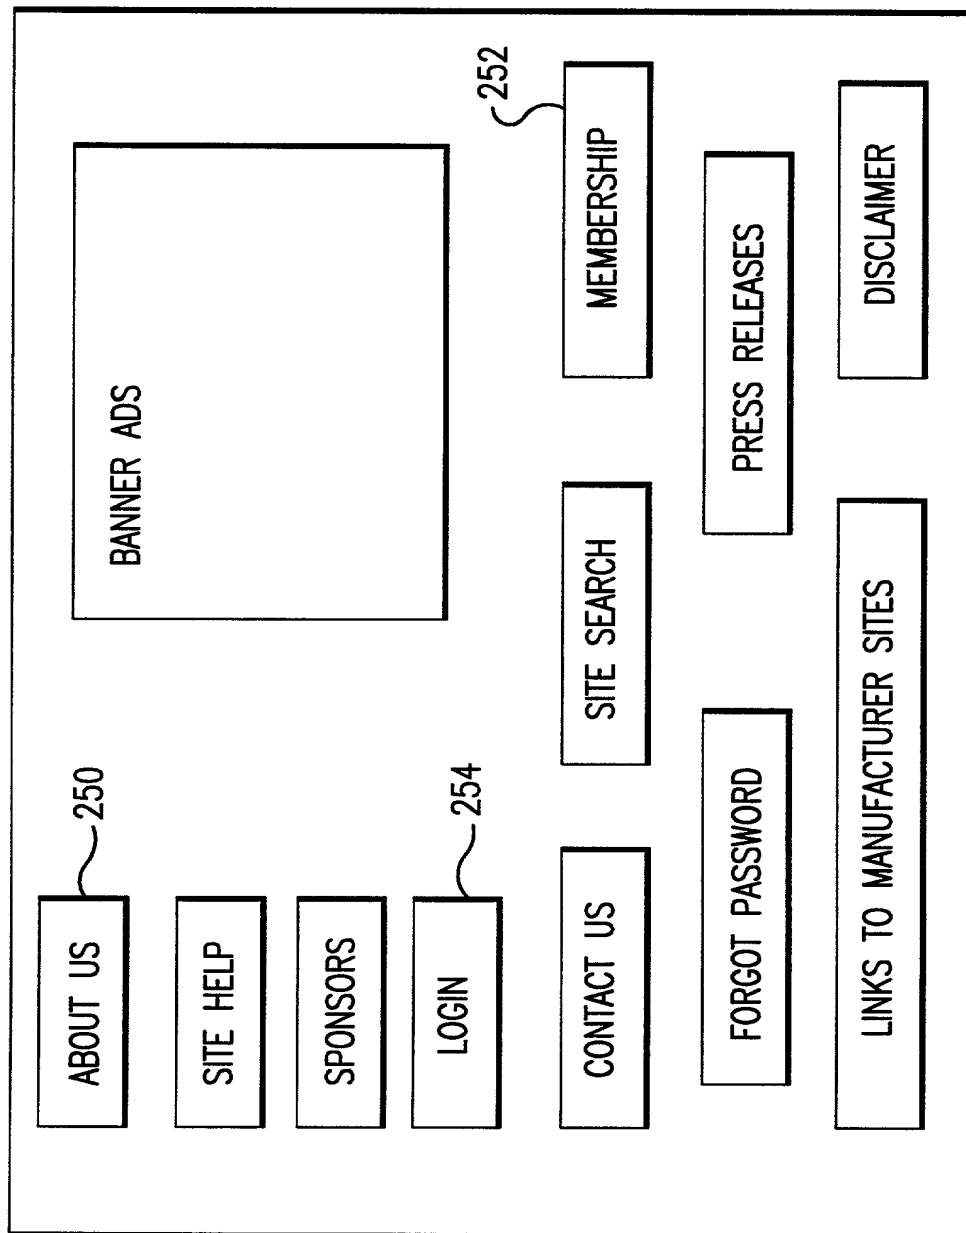 ABOUT US
250
BANNER ADS
SITE HELP
SPONSORS
LOGIN
254
CONTACT US
SITE SEARCH
MEMBERSHIP
252
FORGOT PASSWORD
PRESS RELEASES
LINKS TO MANUFACTURER SITES
DISCLAIMER